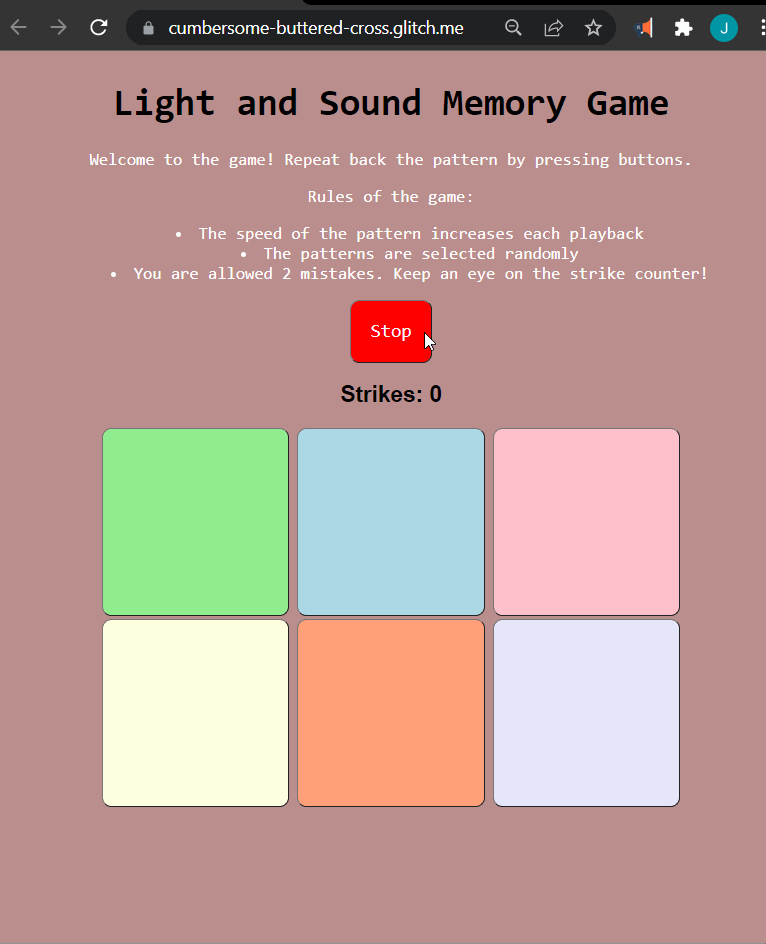 cumbersome-buttered-cross.glitch.me
J
Light and Sound Memory Game
Welcome to the game! Repeat back the pattern by pressing buttons.
Rules of the game:
• The speed of the pattern increases each playback
• The patterns are selected randomly
• You are allowed 2 mistakes. Keep an eye on the strike counter!
Stop
Strikes: 0